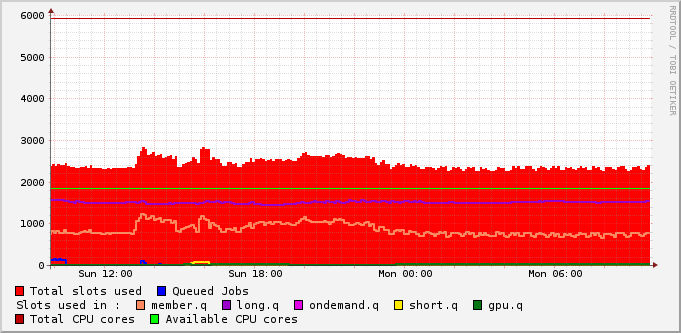 RRDTOOL / TOBI OETIKER
6000
5000
4000
3000
2000
1000
0
Sun 12:00 Sun 18:00 Mon 00:00 Mon 06:00
Total slots used Queued Jobs
Slots used in : member.q long.q ondemand.q short.q gpu.q
Total CPU cores Available CPU cores